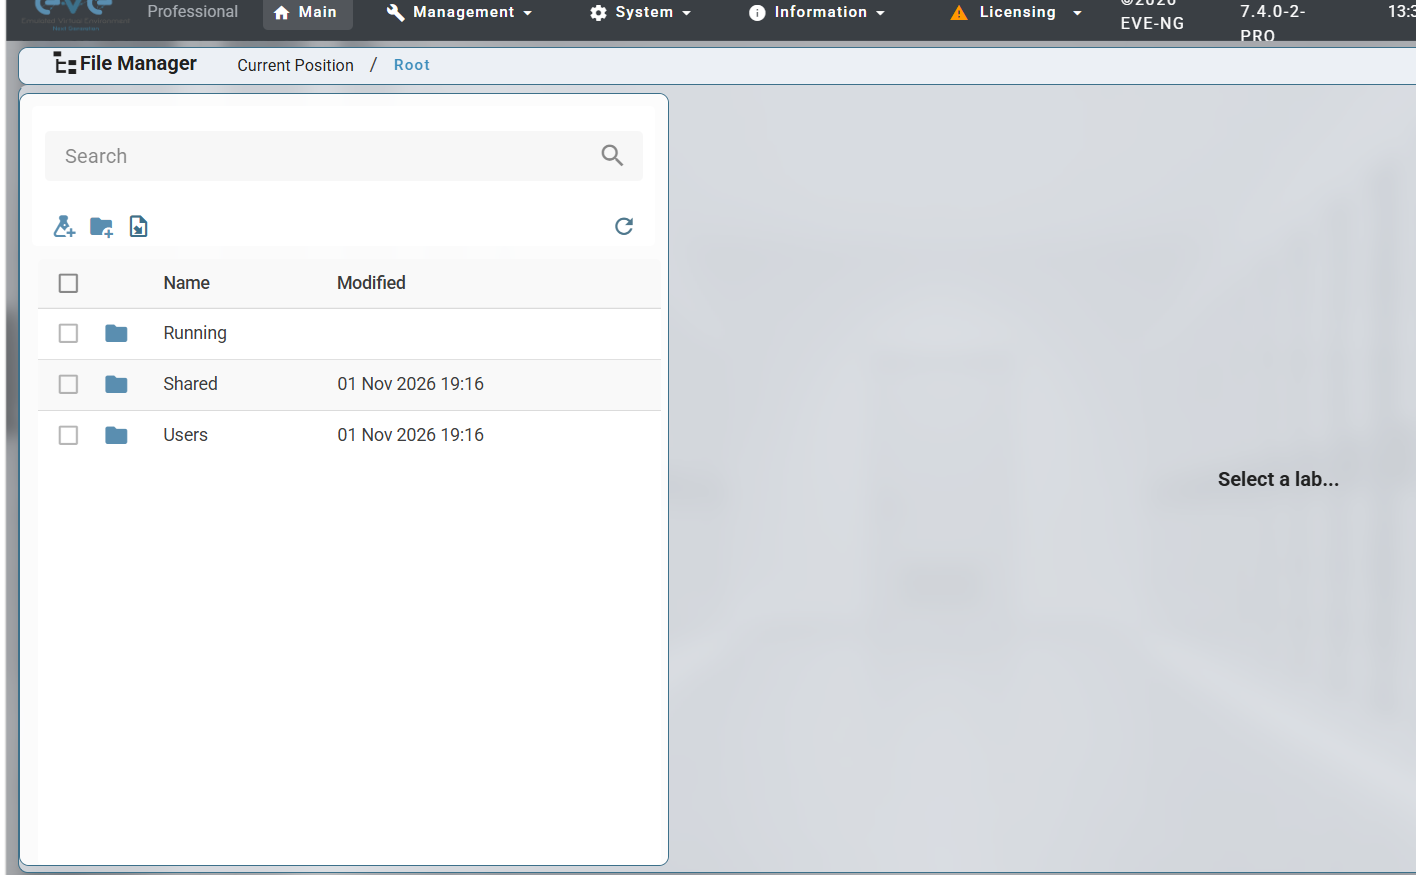 Professional
Main
Management
System
Information
Licensing
©2026
EVE-NG
7.4.0-2-
PRO
File Manager
Current Position / Root
Search
Name Modified
Running
Shared 01 Nov 2026 19:16
Users 01 Nov 2026 19:16
Select a lab...